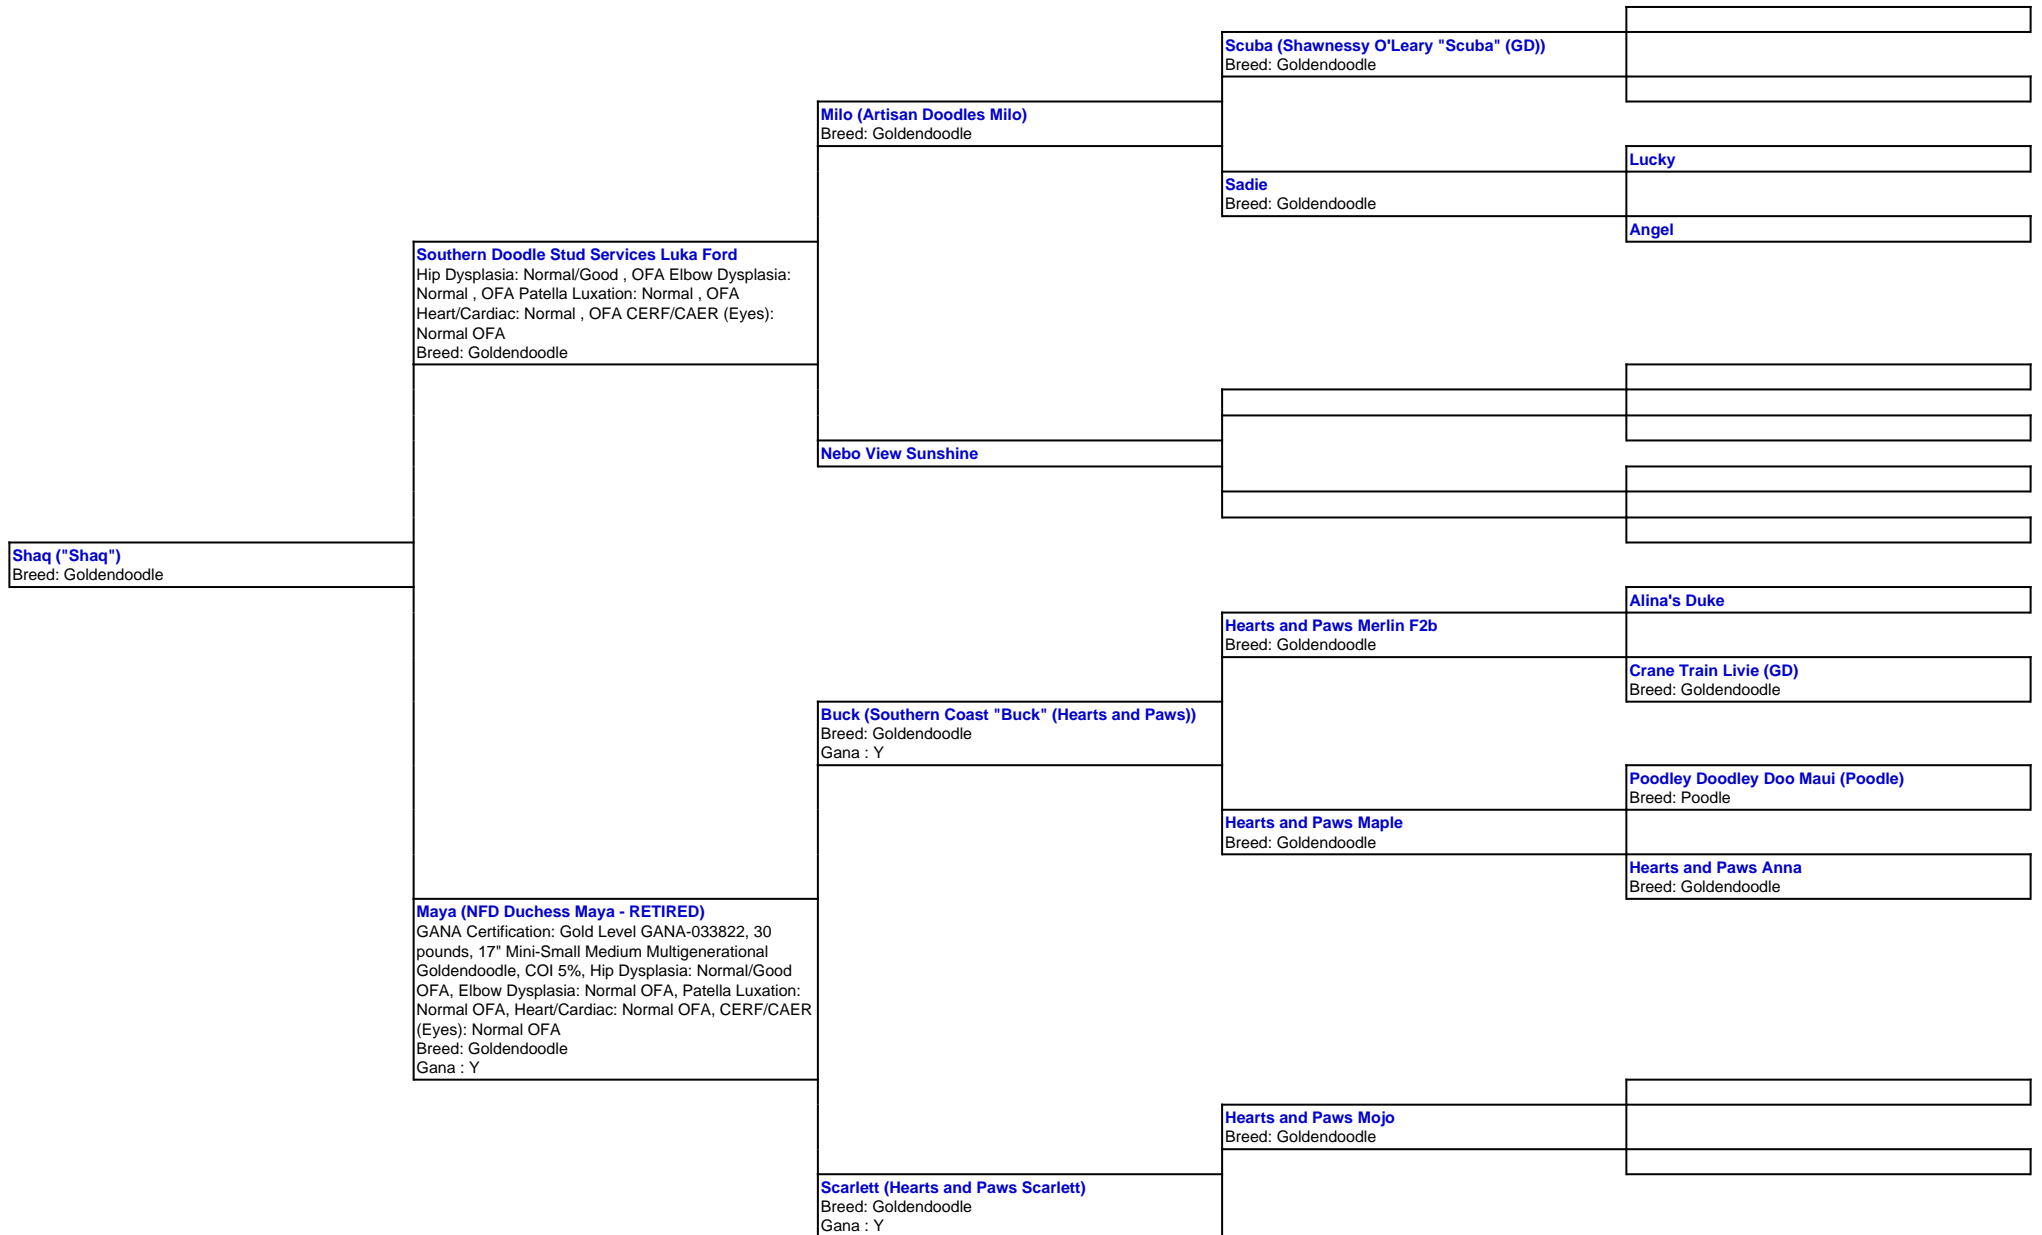 Scuba (Shawnessy O'Leary "Scuba" (GD))
Breed: Goldendoodle
Milo (Artisan Doodles Milo)
Breed: Goldendoodle
Lucky
Sadie
Breed: Goldendoodle
Angel
Southern Doodle Stud Services Luka Ford
Hip Dysplasia: Normal/Good , OFA Elbow Dysplasia:
Normal , OFA Patella Luxation: Normal , OFA
Heart/Cardiac: Normal , OFA CERF/CAER (Eyes):
Normal OFA
Breed: Goldendoodle
Nebo View Sunshine
Shaq ("Shaq")
Breed: Goldendoodle
Alina's Duke
Hearts and Paws Merlin F2b
Breed: Goldendoodle
Crane Train Livie (GD)
Breed: Goldendoodle
Buck (Southern Coast "Buck" (Hearts and Paws))
Breed: Goldendoodle
Gana : Y
Poodley Doodley Doo Maui (Poodle)
Breed: Poodle
Hearts and Paws Maple
Breed: Goldendoodle
Hearts and Paws Anna
Breed: Goldendoodle
Maya (NFD Duchess Maya - RETIRED)
GANA Certification: Gold Level GANA-033822, 30
pounds, 17" Mini-Small Medium Multigenerational
Goldendoodle, COI 5%, Hip Dysplasia: Normal/Good
OFA, Elbow Dysplasia: Normal OFA, Patella Luxation:
Normal OFA, Heart/Cardiac: Normal OFA, CERF/CAER
(Eyes): Normal OFA
Breed: Goldendoodle
Gana : Y
Hearts and Paws Mojo
Breed: Goldendoodle
Scarlett (Hearts and Paws Scarlett)
Breed: Goldendoodle
Gana : Y